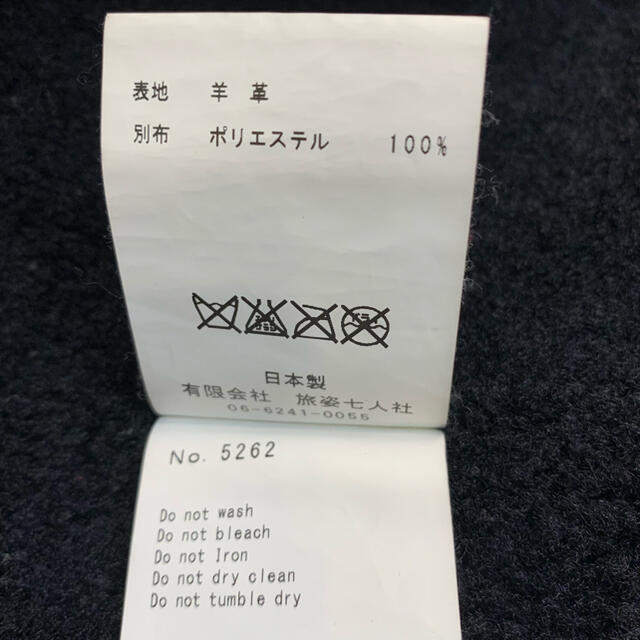 表地 羊革
別布 ポリエステル 100%
日本製
有限会社 旅姿七人社
06-6241-0055
No. 5262
Do not wash
Do not bleach
Do not Iron
Do not dry clean
Do not tumble dry